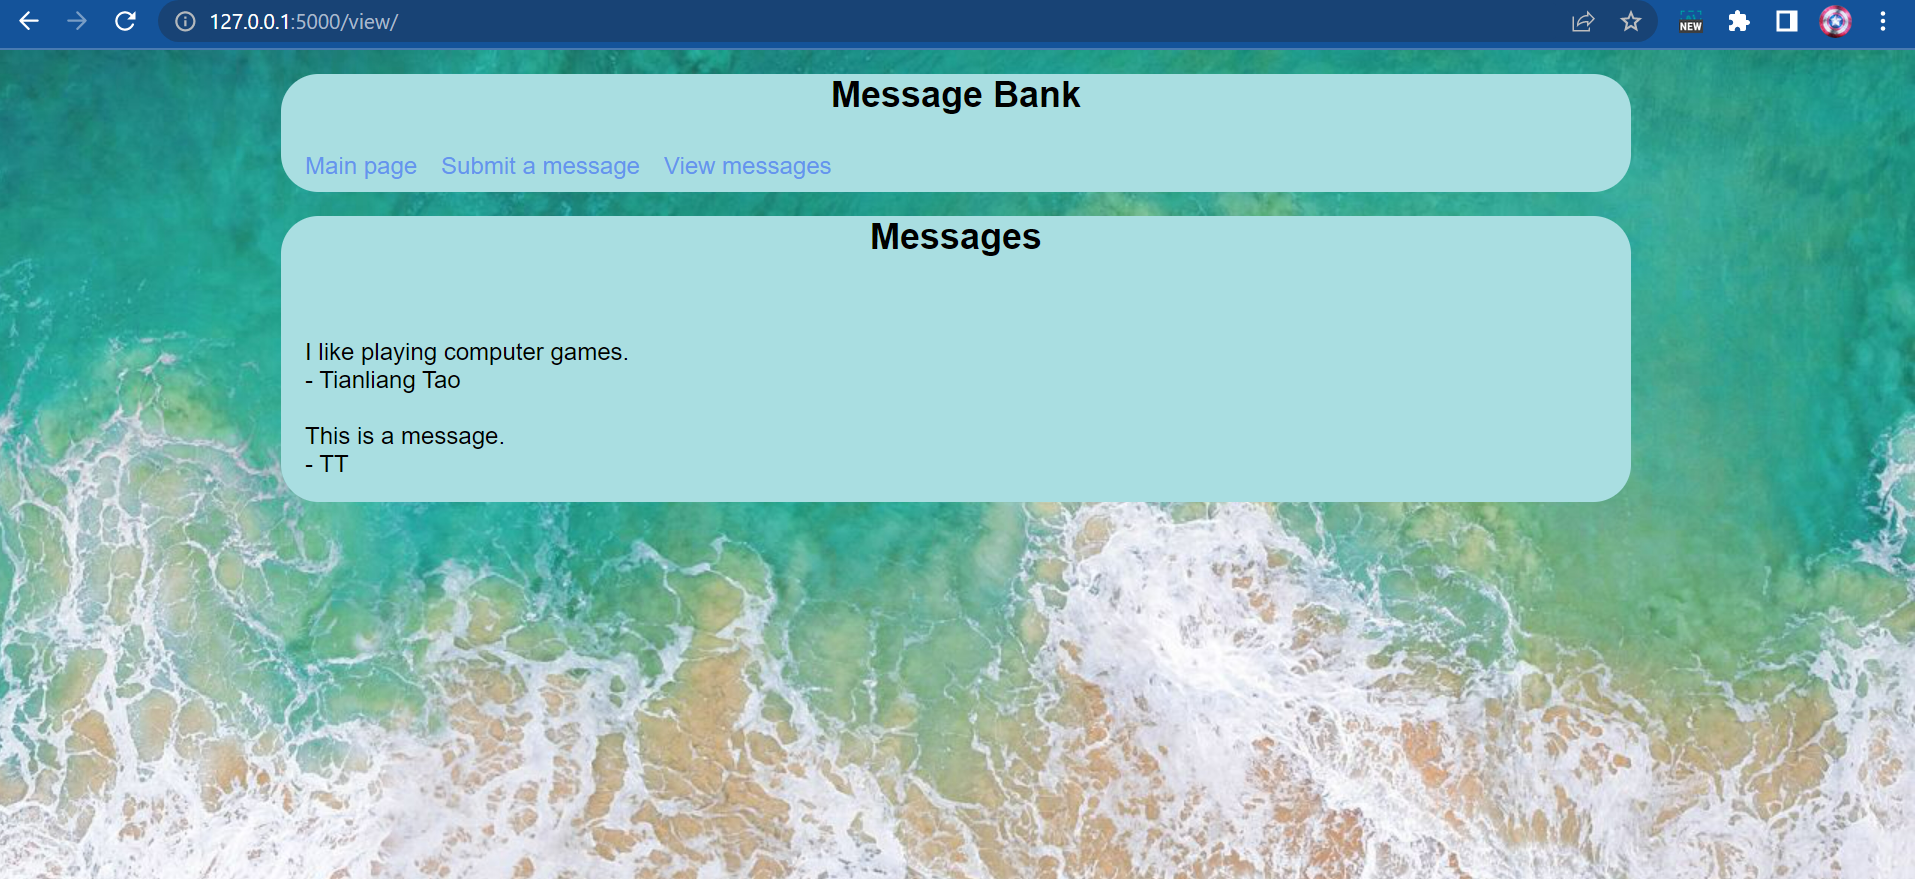 127.0.0.1:5000/view/
NEW
Message Bank
Main page Submit a message View messages
Messages
I like playing computer games.
- Tianliang Tao
This is a message.
- TT